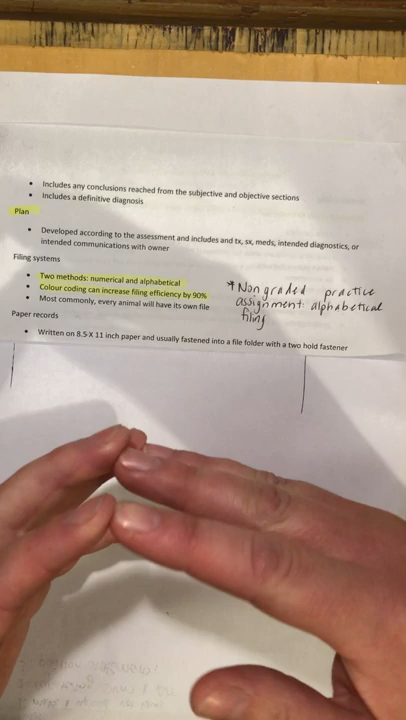 • Includes any conclusions reached from the subjective and objective sections
• Includes a definitive diagnosis
Plan
• Developed according to the assessment and includes and tx, sx, meds, intended diagnostics, or
intended communications with owner
Filing systems
• Two methods: numerical and alphabetical
• Colour coding can increase filing efficiency by 90%
• Most commonly, every animal will have its own file
* Non graded practice
assignment: alphabetical
filing
Paper records
• Written on 8.5 X 11 inch paper and usually fastened into a file folder with a two hold fastener